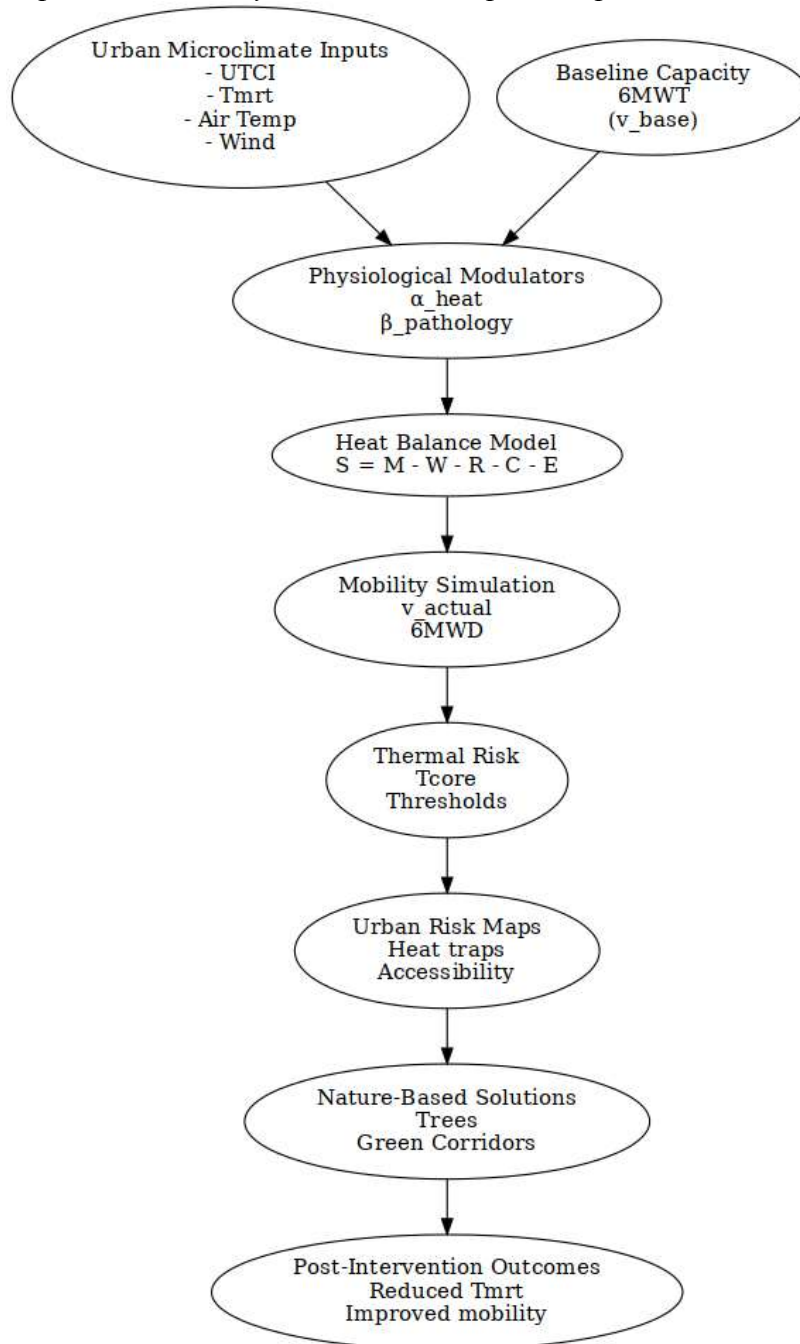 Urban Microclimate Inputs
- UTCI
- Tmrt
- Air Temp
- Wind
Baseline Capacity
6MWT
(v_base)
Physiological Modulators
α_heat
β_pathology
Heat Balance Model
S = M - W - R - C - E
Mobility Simulation
v_actual
6MWD
Thermal Risk
Tcore
Thresholds
Urban Risk Maps
Heat traps
Accessibility
Nature-Based Solutions
Trees
Green Corridors
Post-Intervention Outcomes
Reduced Tmrt
Improved mobility